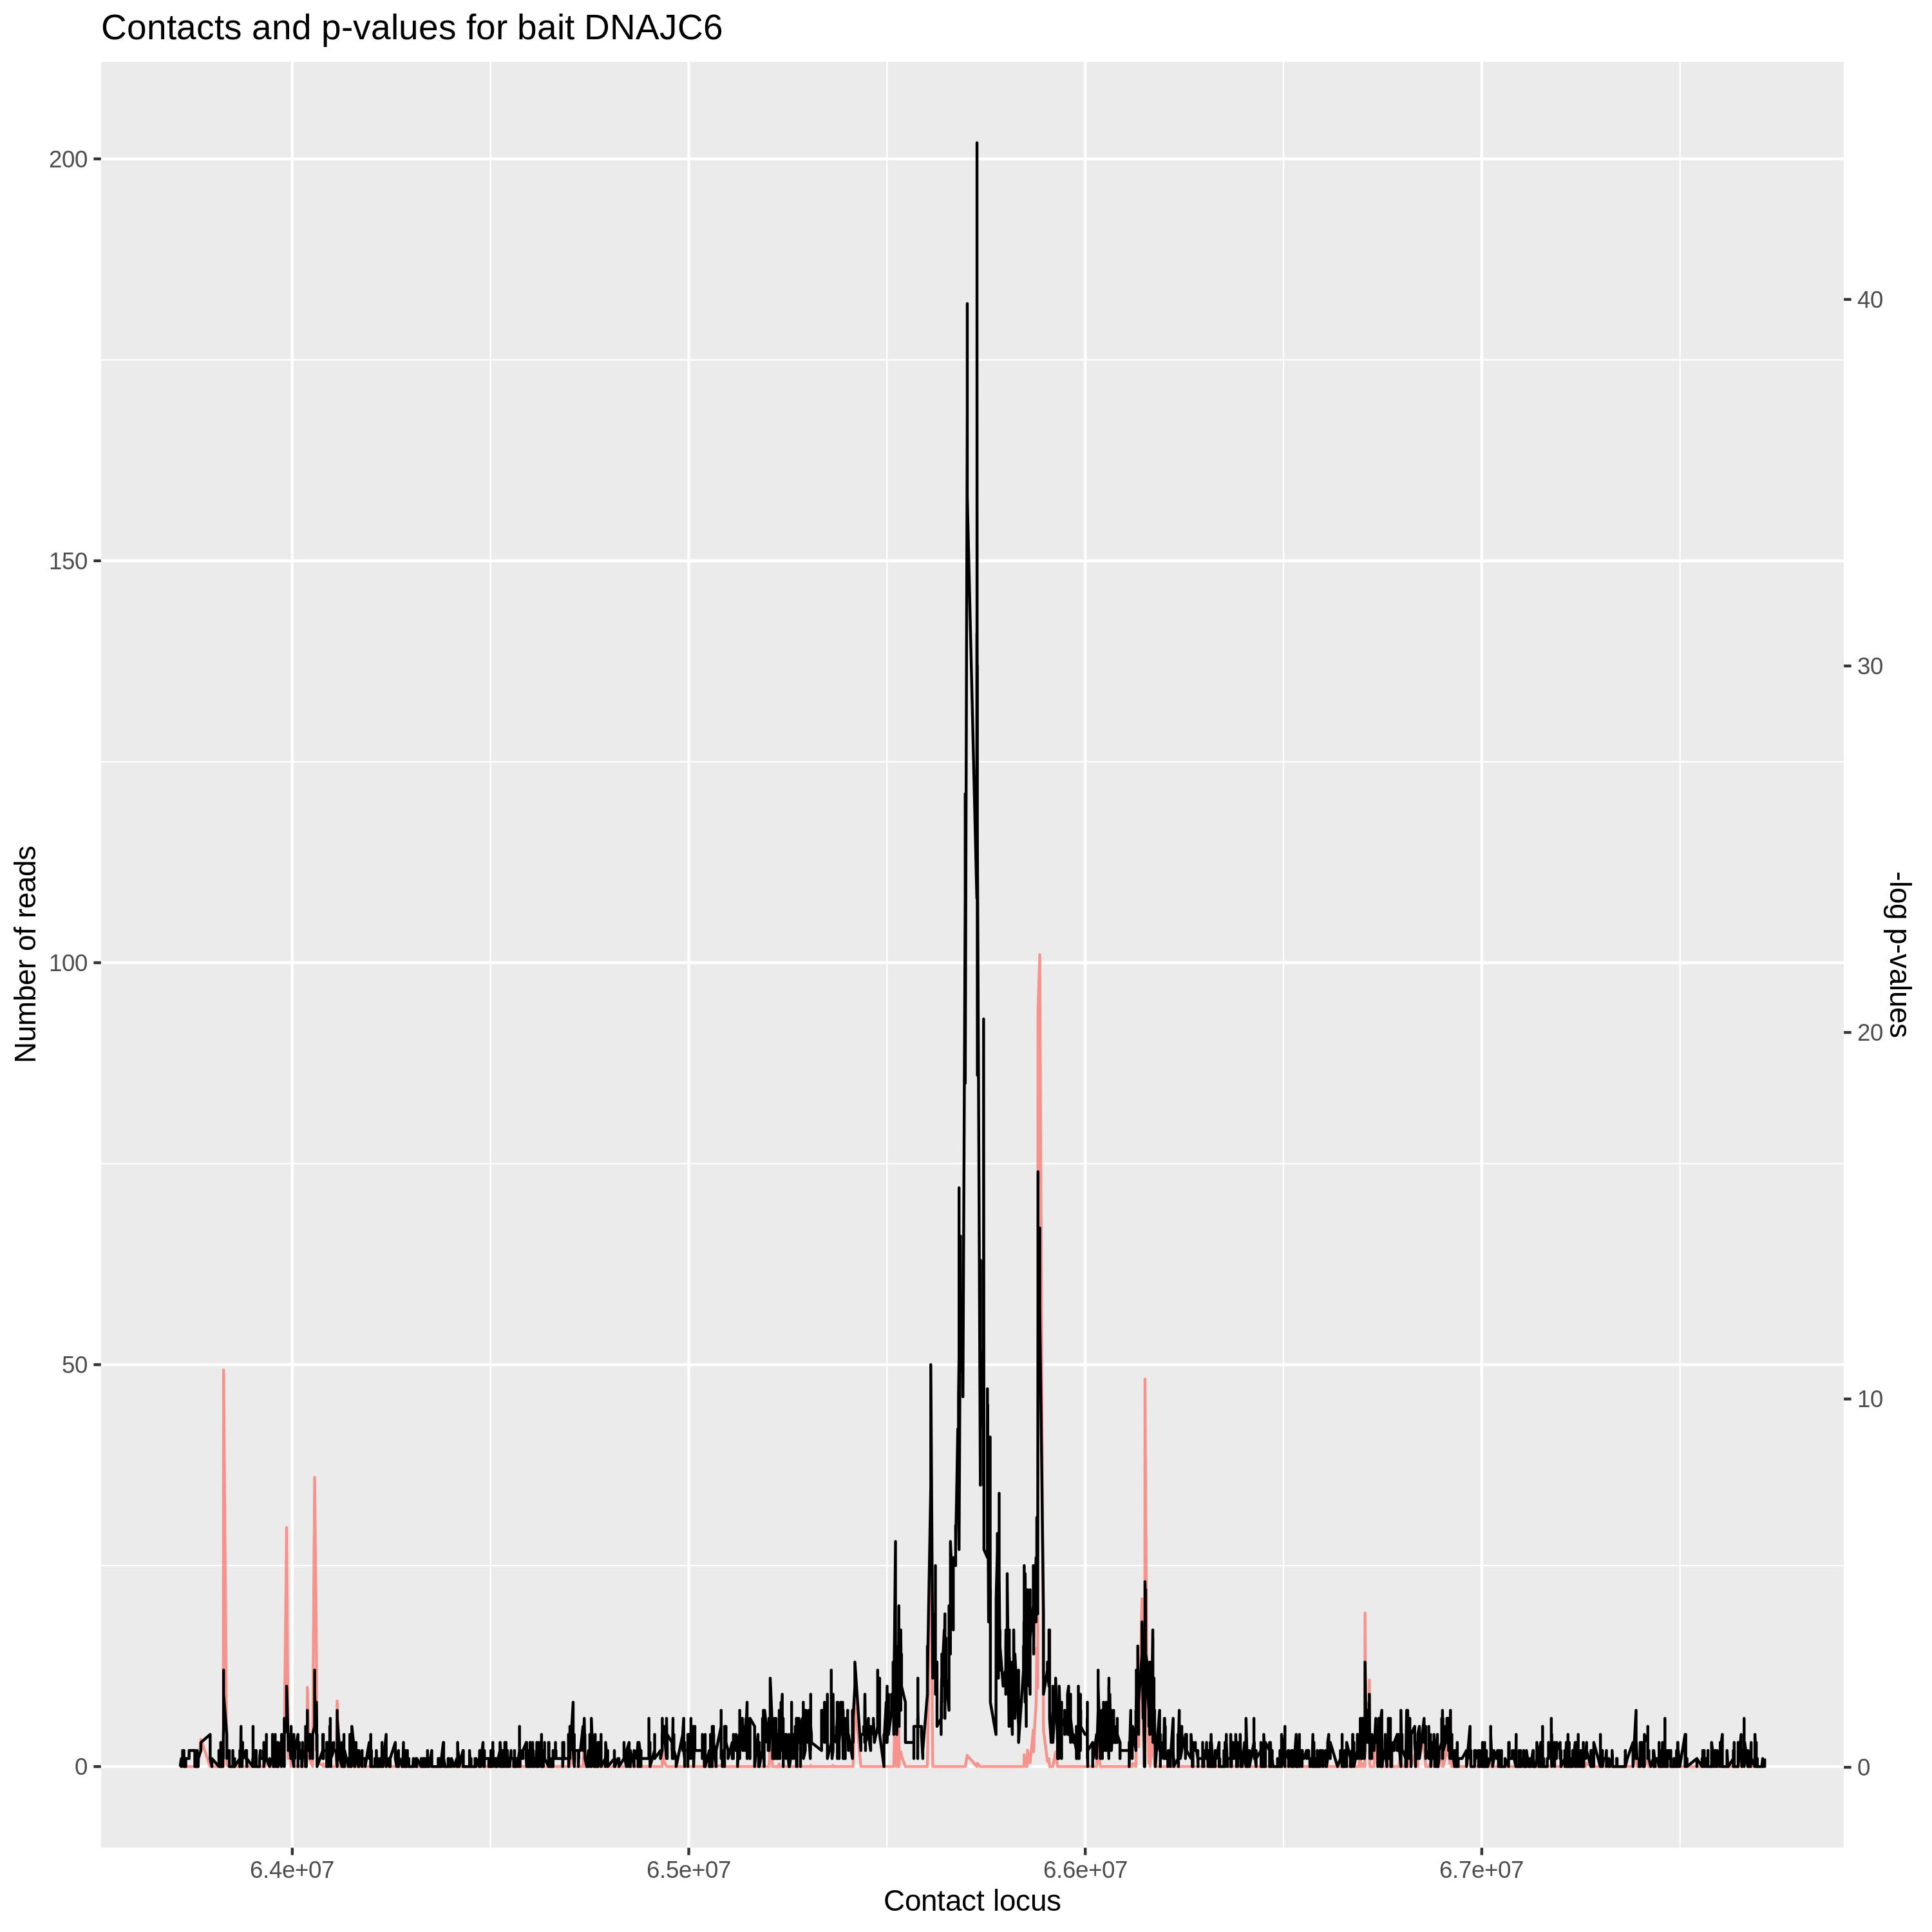 Contacts and p-values for bait DNAJC6
200
150
100
50
0
Number of reads
40
30
20
10
0
-log p-values
6.4e+07 6.5e+07 6.6e+07 6.7e+07
Contact locus